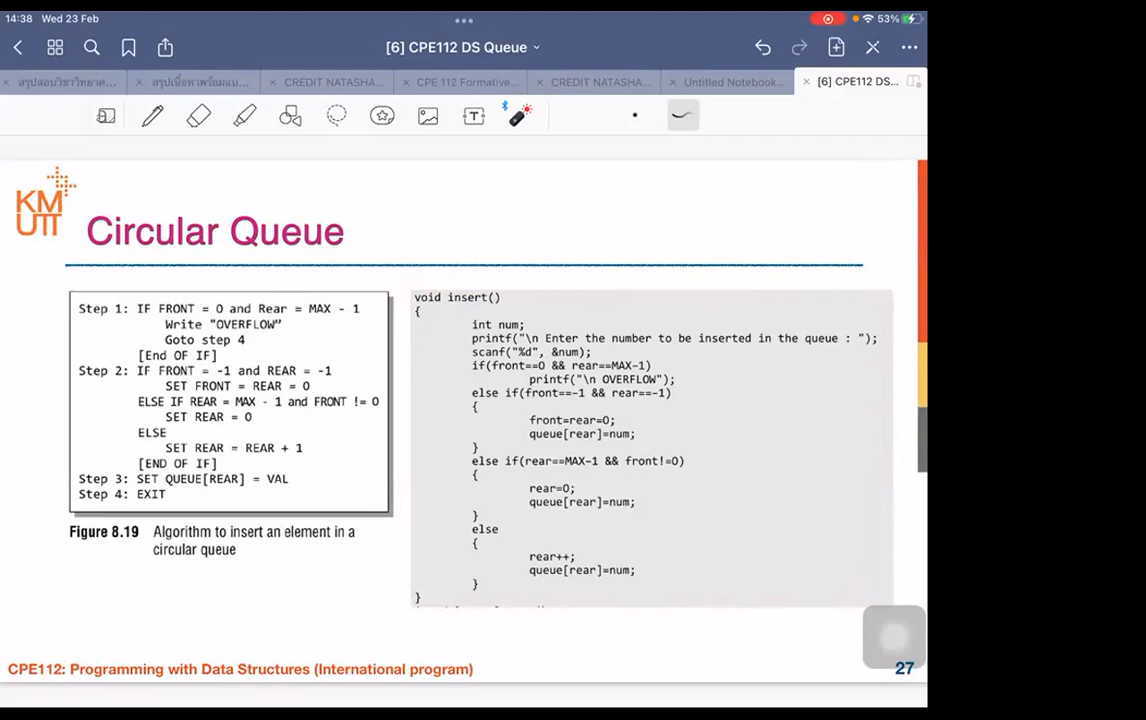 14:38 Wed 23 Feb
53%
[6] CPE112 DS Queue
สรุปสอบวิชาวิทยาศ...
สรุปเนื้อหาพร้อมแบ...
CREDIT NATASHA...
CPE 112 Formative...
CREDIT NATASHA...
Untitled Notebook...
[6] CPE112 DS...
KM
UTT
Circular Queue
Step 1: IF FRONT = 0 and Rear = MAX - 1
Write "OVERFLOW"
Goto step 4
[End OF IF]
Step 2: IF FRONT = -1 and REAR = -1
SET FRONT = REAR = 0
ELSE IF REAR = MAX - 1 and FRONT != 0
SET REAR = 0
ELSE
SET REAR = REAR + 1
[END OF IF]
Step 3: SET QUEUE[REAR] = VAL
Step 4: EXIT
Figure 8.19 Algorithm to insert an element in a
circular queue
void insert()
{
int num;
printf("\n Enter the number to be inserted in the queue : ");
scanf("%d", &num);
if(front==0 && rear==MAX-1)
printf("\n OVERFLOW");
else if(front==-1 && rear==-1)
{
front=rear=0;
queue[rear]=num;
}
else if(rear==MAX-1 && front!=0)
{
rear=0;
queue[rear]=num;
}
else
{
rear++;
queue[rear]=num;
}
}
CPE112: Programming with Data Structures (International program)
27